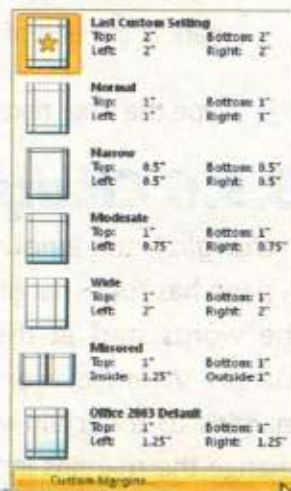 Last Custom Setting
Top: 2" Bottom: 2"
Left: 2" Right: 2"
Normal
Top: 1" Bottom: 1"
Left: 1" Right: 1"
Narrow
Top: 0.5" Bottom: 0.5"
Left: 0.5" Right: 0.5"
Moderate
Top: 1" Bottom: 1"
Left: 0.75" Right: 0.75"
Wide
Top: 1" Bottom: 1"
Left: 2" Right: 2"
Mirrored
Top: 1" Bottom: 1"
Inside: 1.25" Outside: 1"
Office 2003 Default
Top: 1" Bottom: 1"
Left: 1.25" Right: 1.25"
Custom Margins...